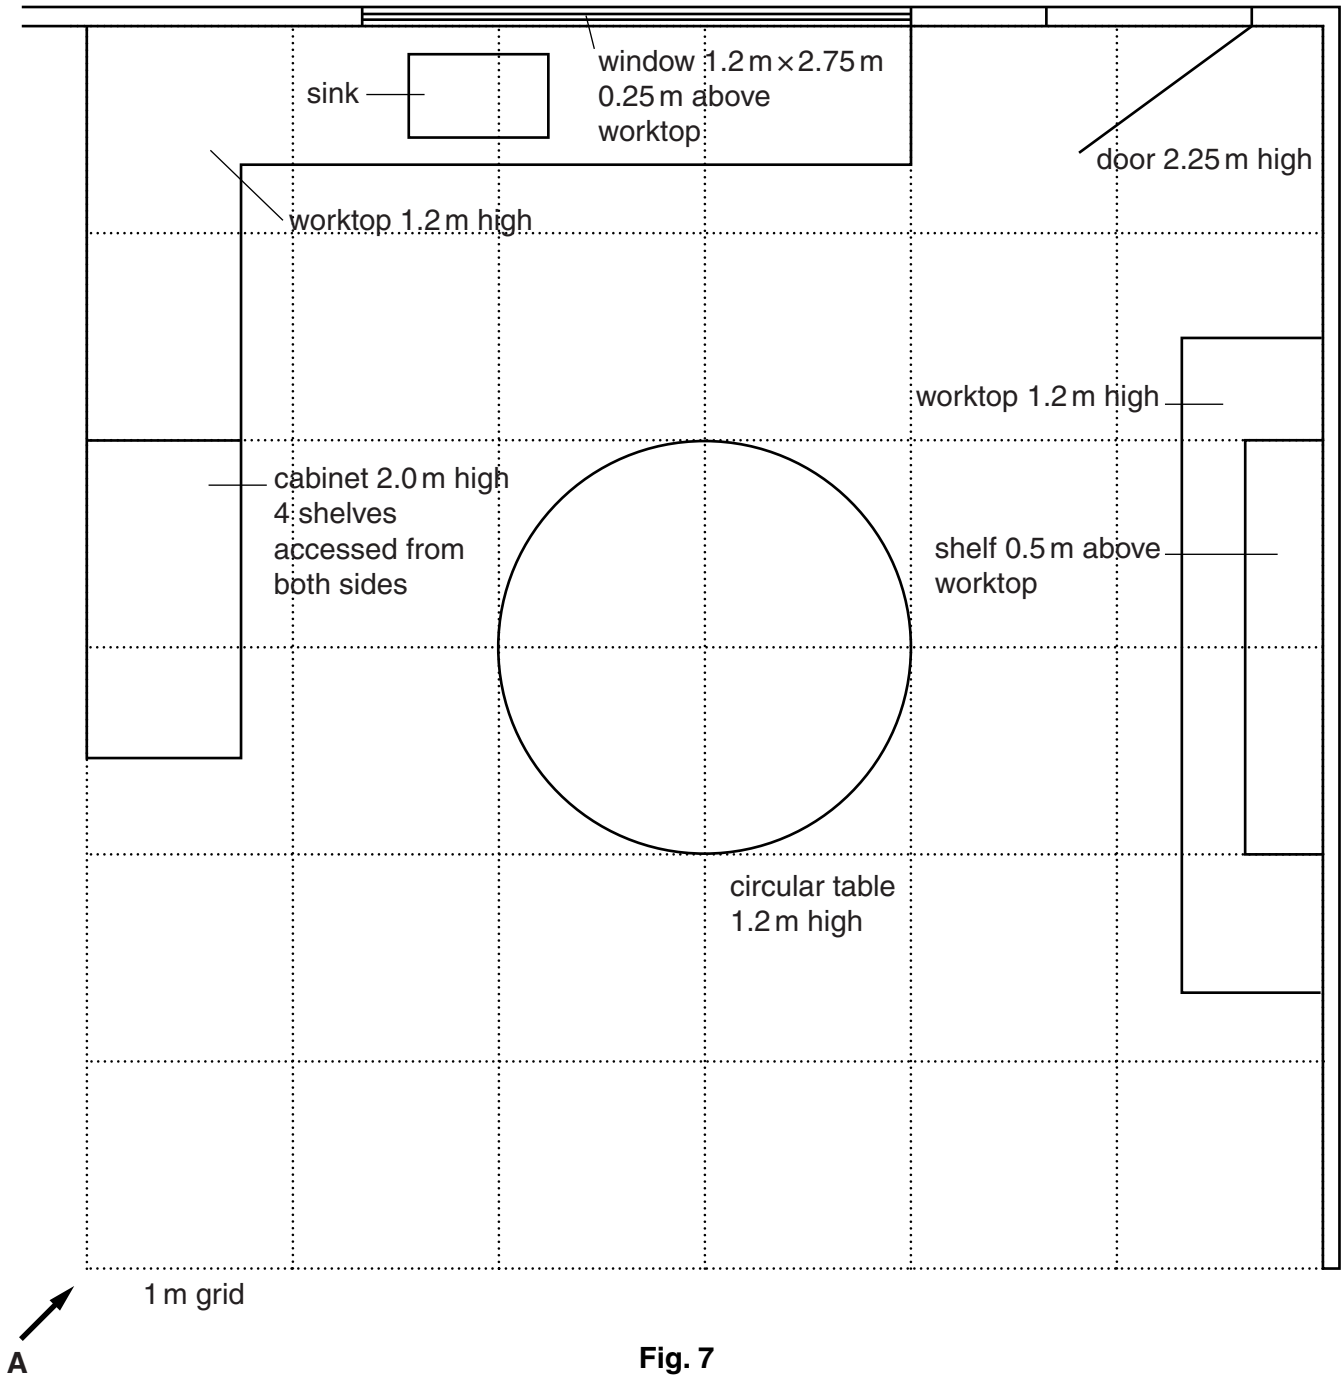 window 1.2 m × 2.75 m
0.25 m above
worktop
sink
door 2.25 m high
worktop 1.2 m high
worktop 1.2 m high
cabinet 2.0 m high
4 shelves
accessed from
both sides
shelf 0.5 m above
worktop
circular table
1.2 m high
1 m grid
A
Fig. 7